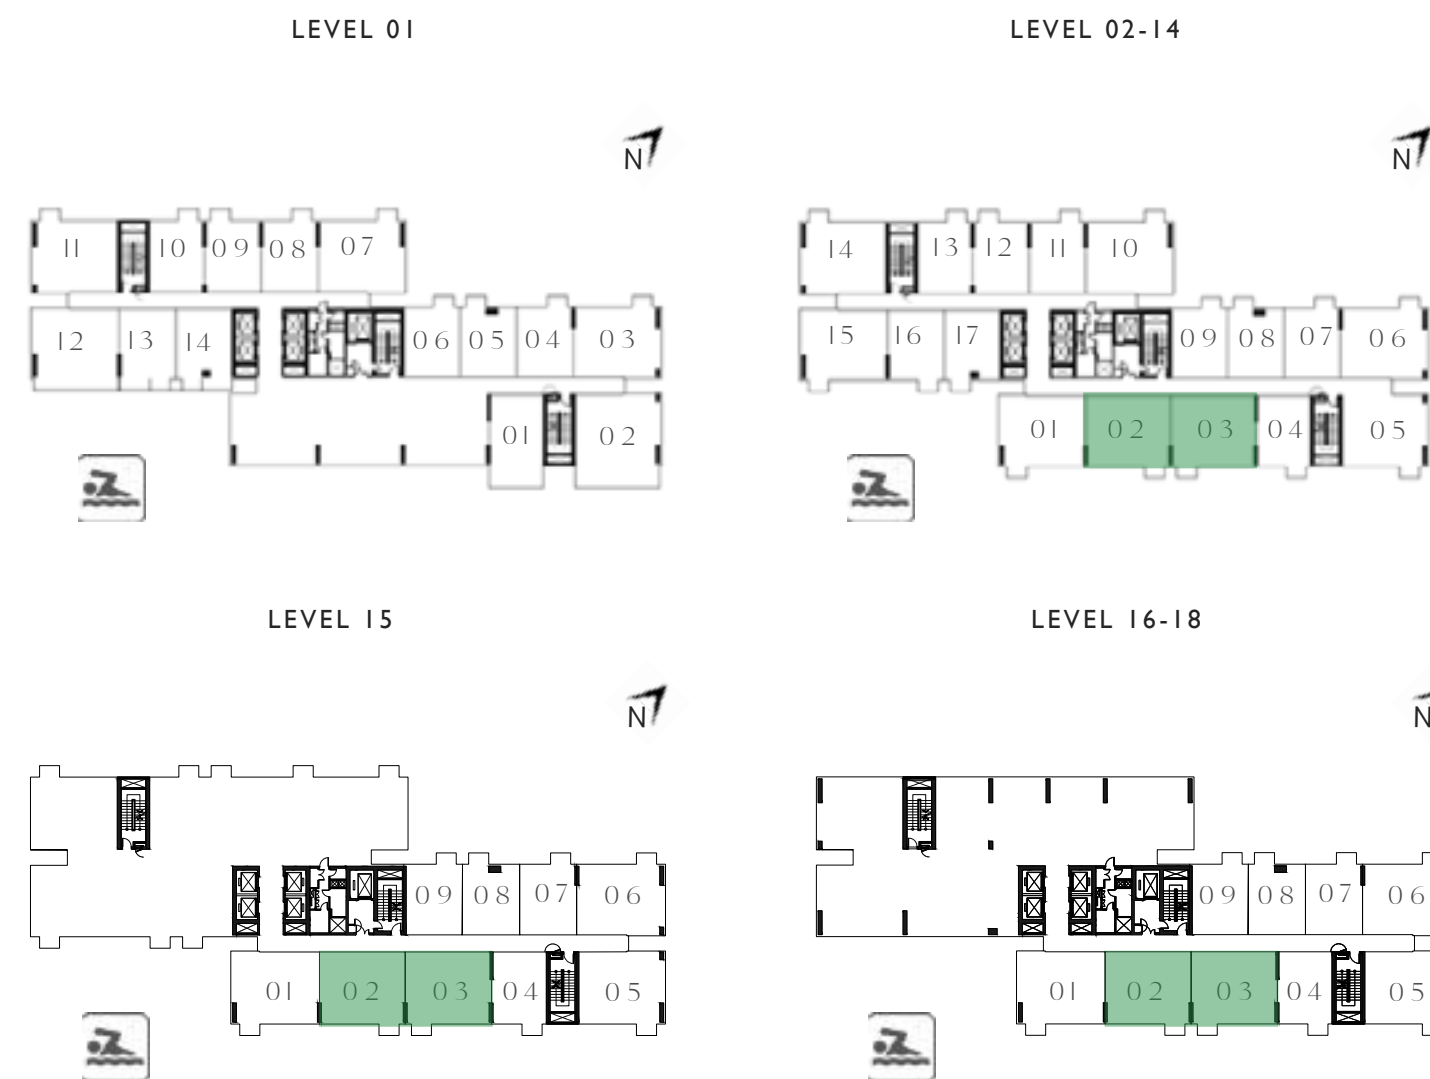 LEVEL 01
LEVEL 02-14
N
N
11 10 09 08 07
14 13 12 11 10
12 13 14 06 05 04 03
15 16 17 09 08 07 06
01 02
01 02 03 04 05
LEVEL 15
LEVEL 16-18
N
N
09 08 07 06
09 08 07 06
01 02 03 04 05
01 02 03 04 05